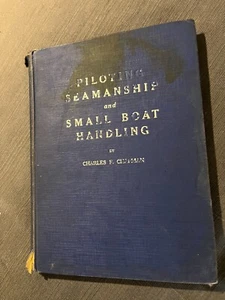 PILOTING
SEAMANSHIP
and
SMALL BOAT
HANDLING
BY
CHARLES F. CHAPMAN